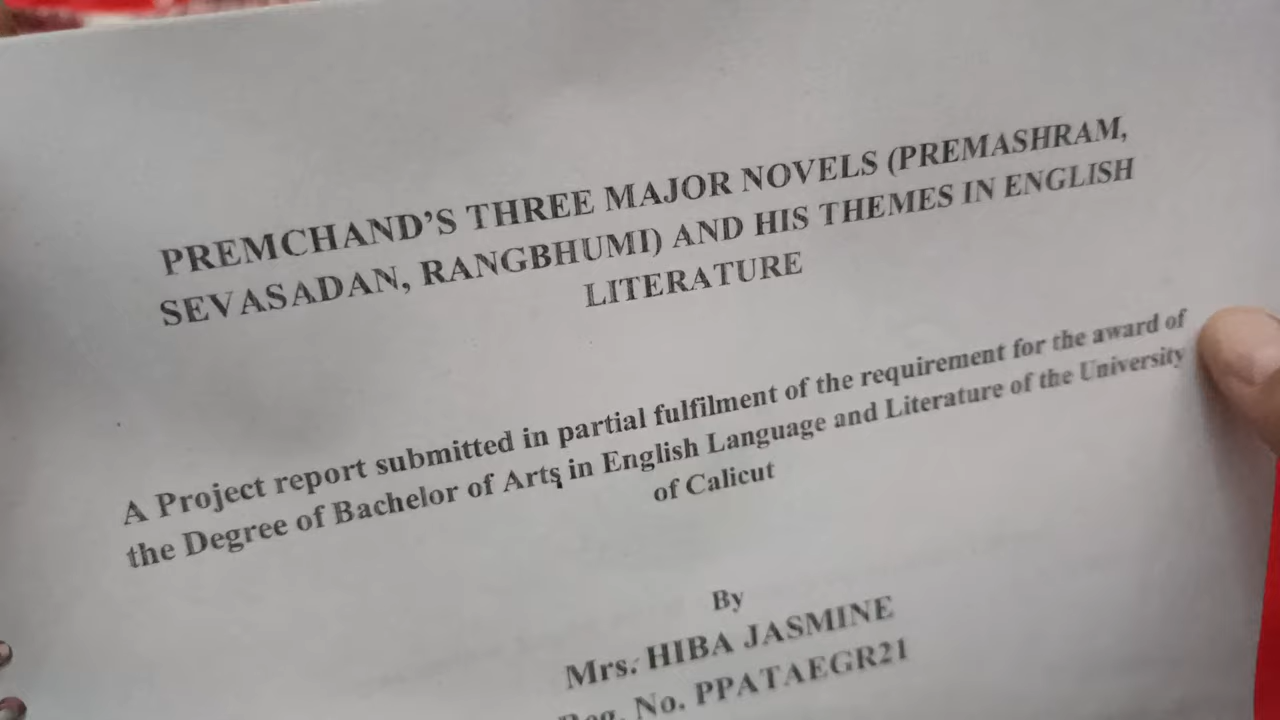 PREMCHAND'S THREE MAJOR NOVELS (PREMASHRAM,
SEVASADAN, RANGBHUMI) AND HIS THEMES IN ENGLISH
LITERATURE
A Project report submitted in partial fulfilment of the requirement for the award of
the Degree of Bachelor of Arts in English Language and Literature of the University
of Calicut
By
Mrs. HIBA JASMINE
Reg. No. PPATAEGR21